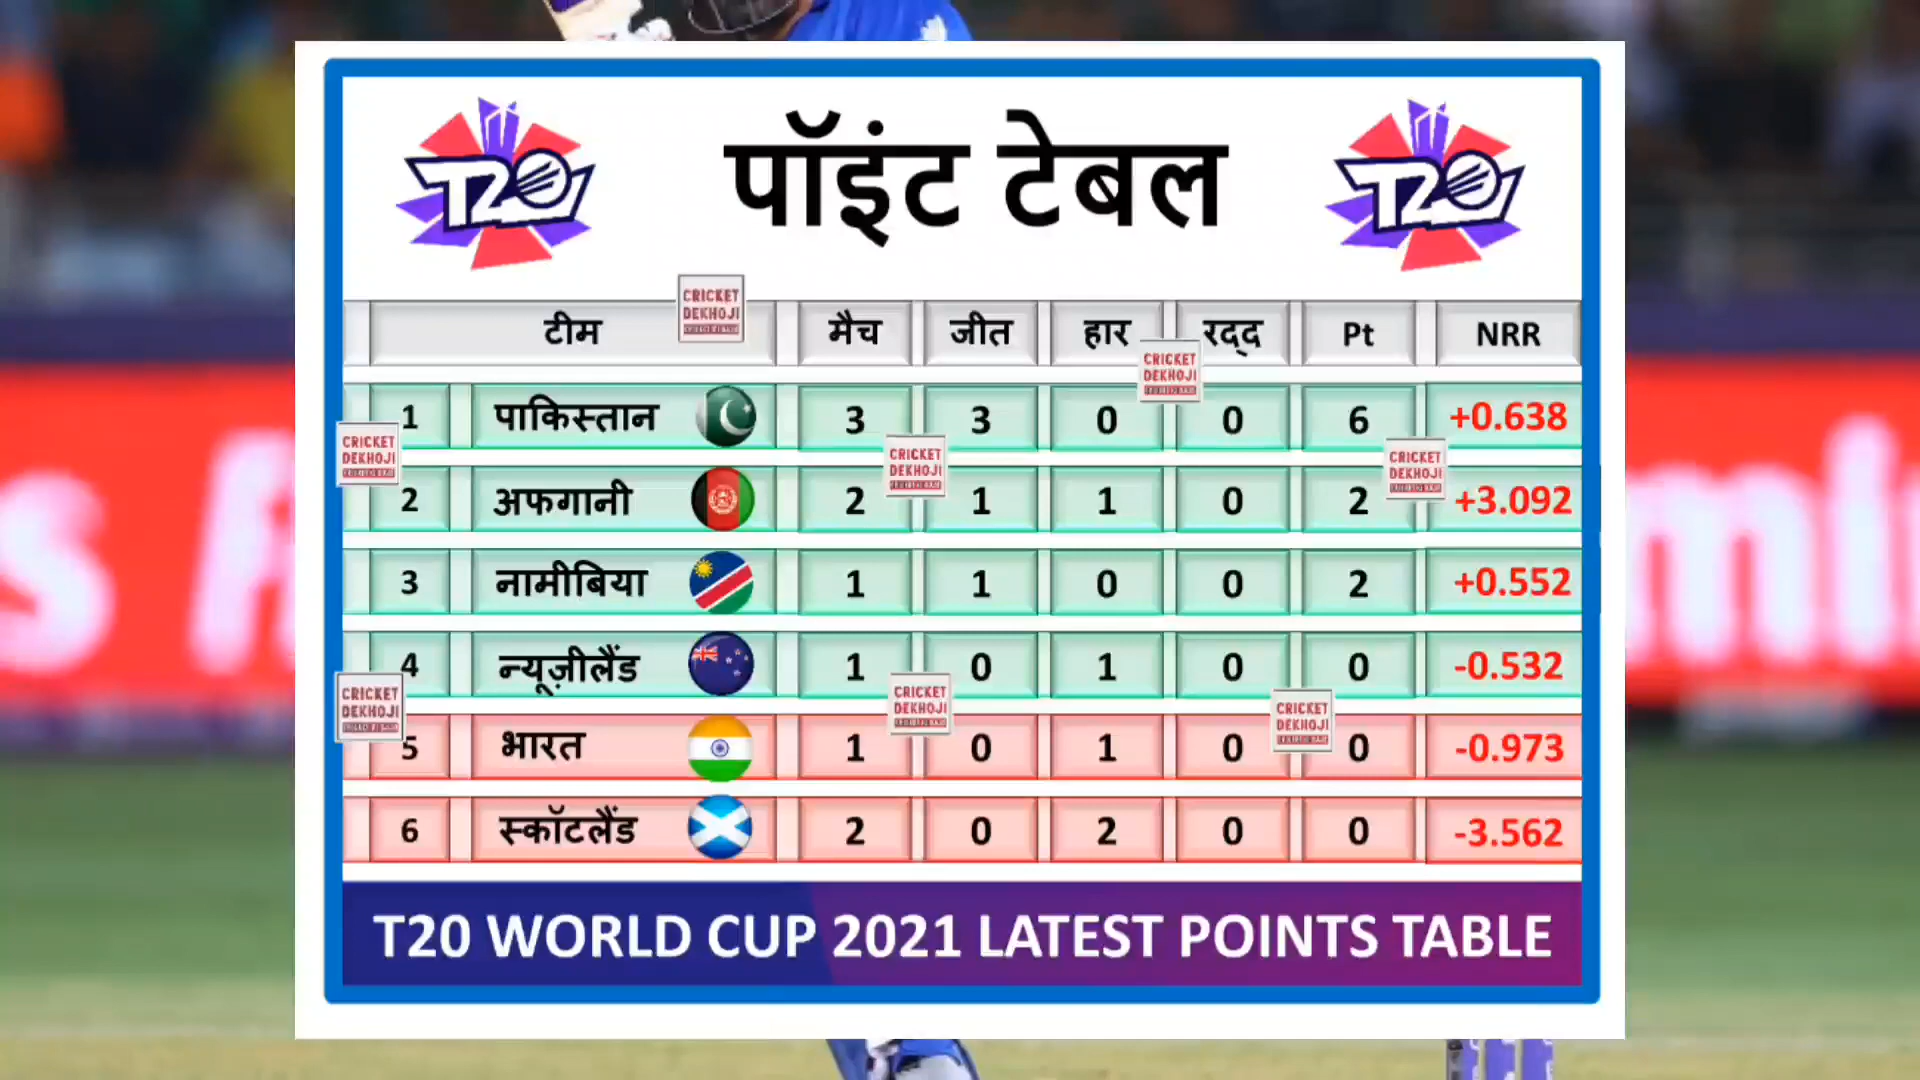 पॉइंट टेबल
T20
T20
CRICKET DEKHOJI
टीम मैच जीत हार रद्द Pt NRR
CRICKET DEKHOJI
1 पाकिस्तान 3 3 0 0 6 +0.638
CRICKET DEKHOJI
CRICKET DEKHOJI
CRICKET DEKHOJI
2 अफगानी 2 1 1 0 2 +3.092
3 नामीबिया 1 1 0 0 2 +0.552
4 न्यूज़ीलैंड 1 0 1 0 0 -0.532
CRICKET DEKHOJI
CRICKET DEKHOJI
CRICKET DEKHOJI
5 भारत 1 0 1 0 0 -0.973
6 स्कॉटलैंड 2 0 2 0 0 -3.562
T20 WORLD CUP 2021 LATEST POINTS TABLE